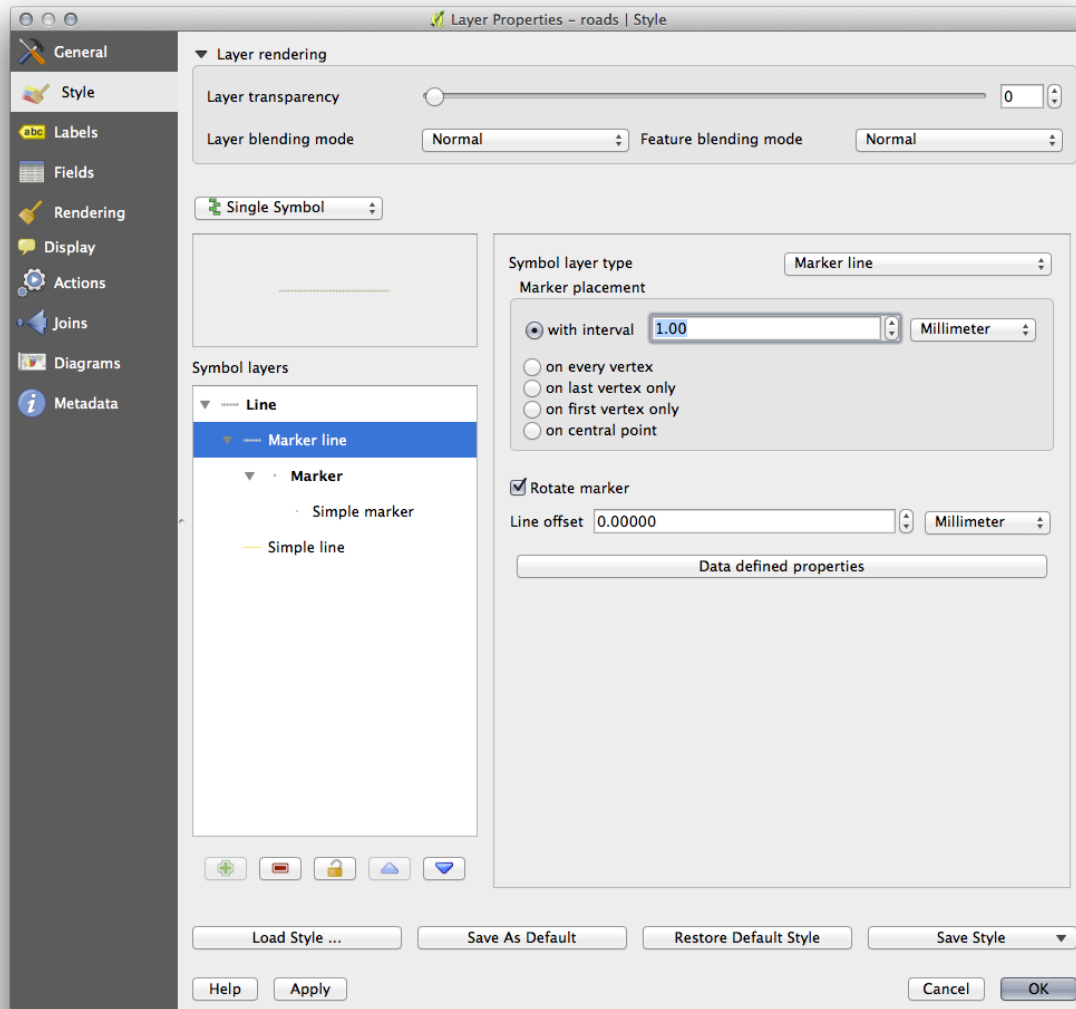 Layer Properties – roads | Style
General
Style
abc Labels
Fields
Rendering
Display
Actions
Joins
Diagrams
i Metadata
Layer rendering
Layer transparency 0
Layer blending mode Normal Feature blending mode Normal
Single Symbol
Symbol layers
Line
Marker line
Marker
Simple marker
Simple line
Symbol layer type Marker line
Marker placement
with interval 1.00 Millimeter
on every vertex
on last vertex only
on first vertex only
on central point
Rotate marker
Line offset 0.00000 Millimeter
Data defined properties
Load Style ... Save As Default Restore Default Style Save Style
Help Apply Cancel OK